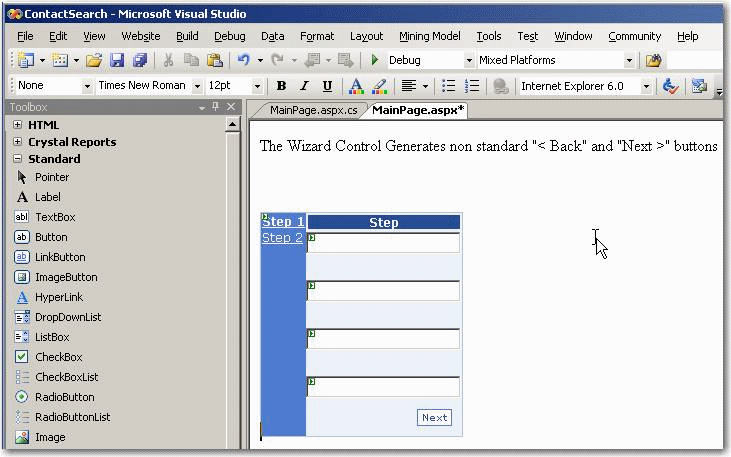 ContactSearch - Microsoft Visual Studio
File Edit View Website Build Debug Data Format Layout Mining Model Tools Test Window Community Help
Debug Mixed Platforms
None Times New Roman 12pt B I U A Internet Explorer 6.0
Toolbox
MainPage.aspx.cs MainPage.aspx*
HTML
Crystal Reports
Standard
Pointer
A Label
abl TextBox
ab Button
ab LinkButton
ImageButton
A HyperLink
DropDownList
ListBox
CheckBox
CheckBoxList
RadioButton
RadioButtonList
Image
The Wizard Control Generates non standard "< Back" and "Next >" buttons
Step 1 Step
Step 2
Next